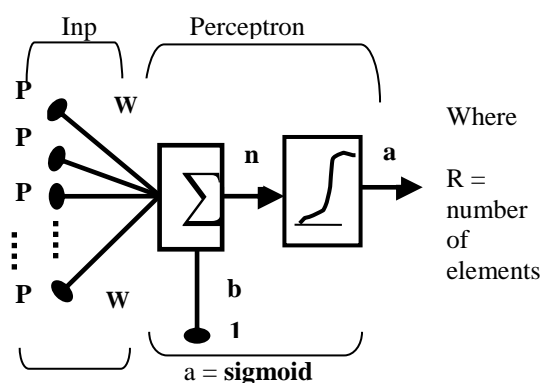 Inp
Perceptron
P
W
P
P
P
W
Σ
n
a
b
1
a = sigmoid
Where
R =
number
of
elements